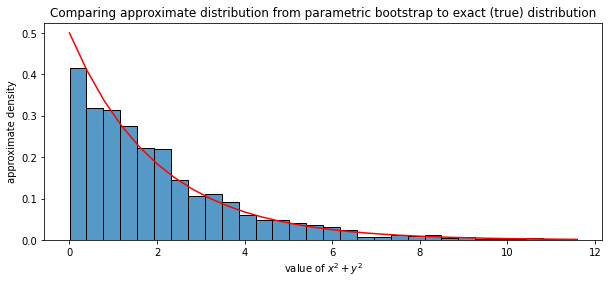 Comparing approximate distribution from parametric bootstrap to exact (true) distribution
approximate density
0.5
0.4
0.3
0.2
0.1
0.0
0 2 4 6 8 10 12
value of x² + y²